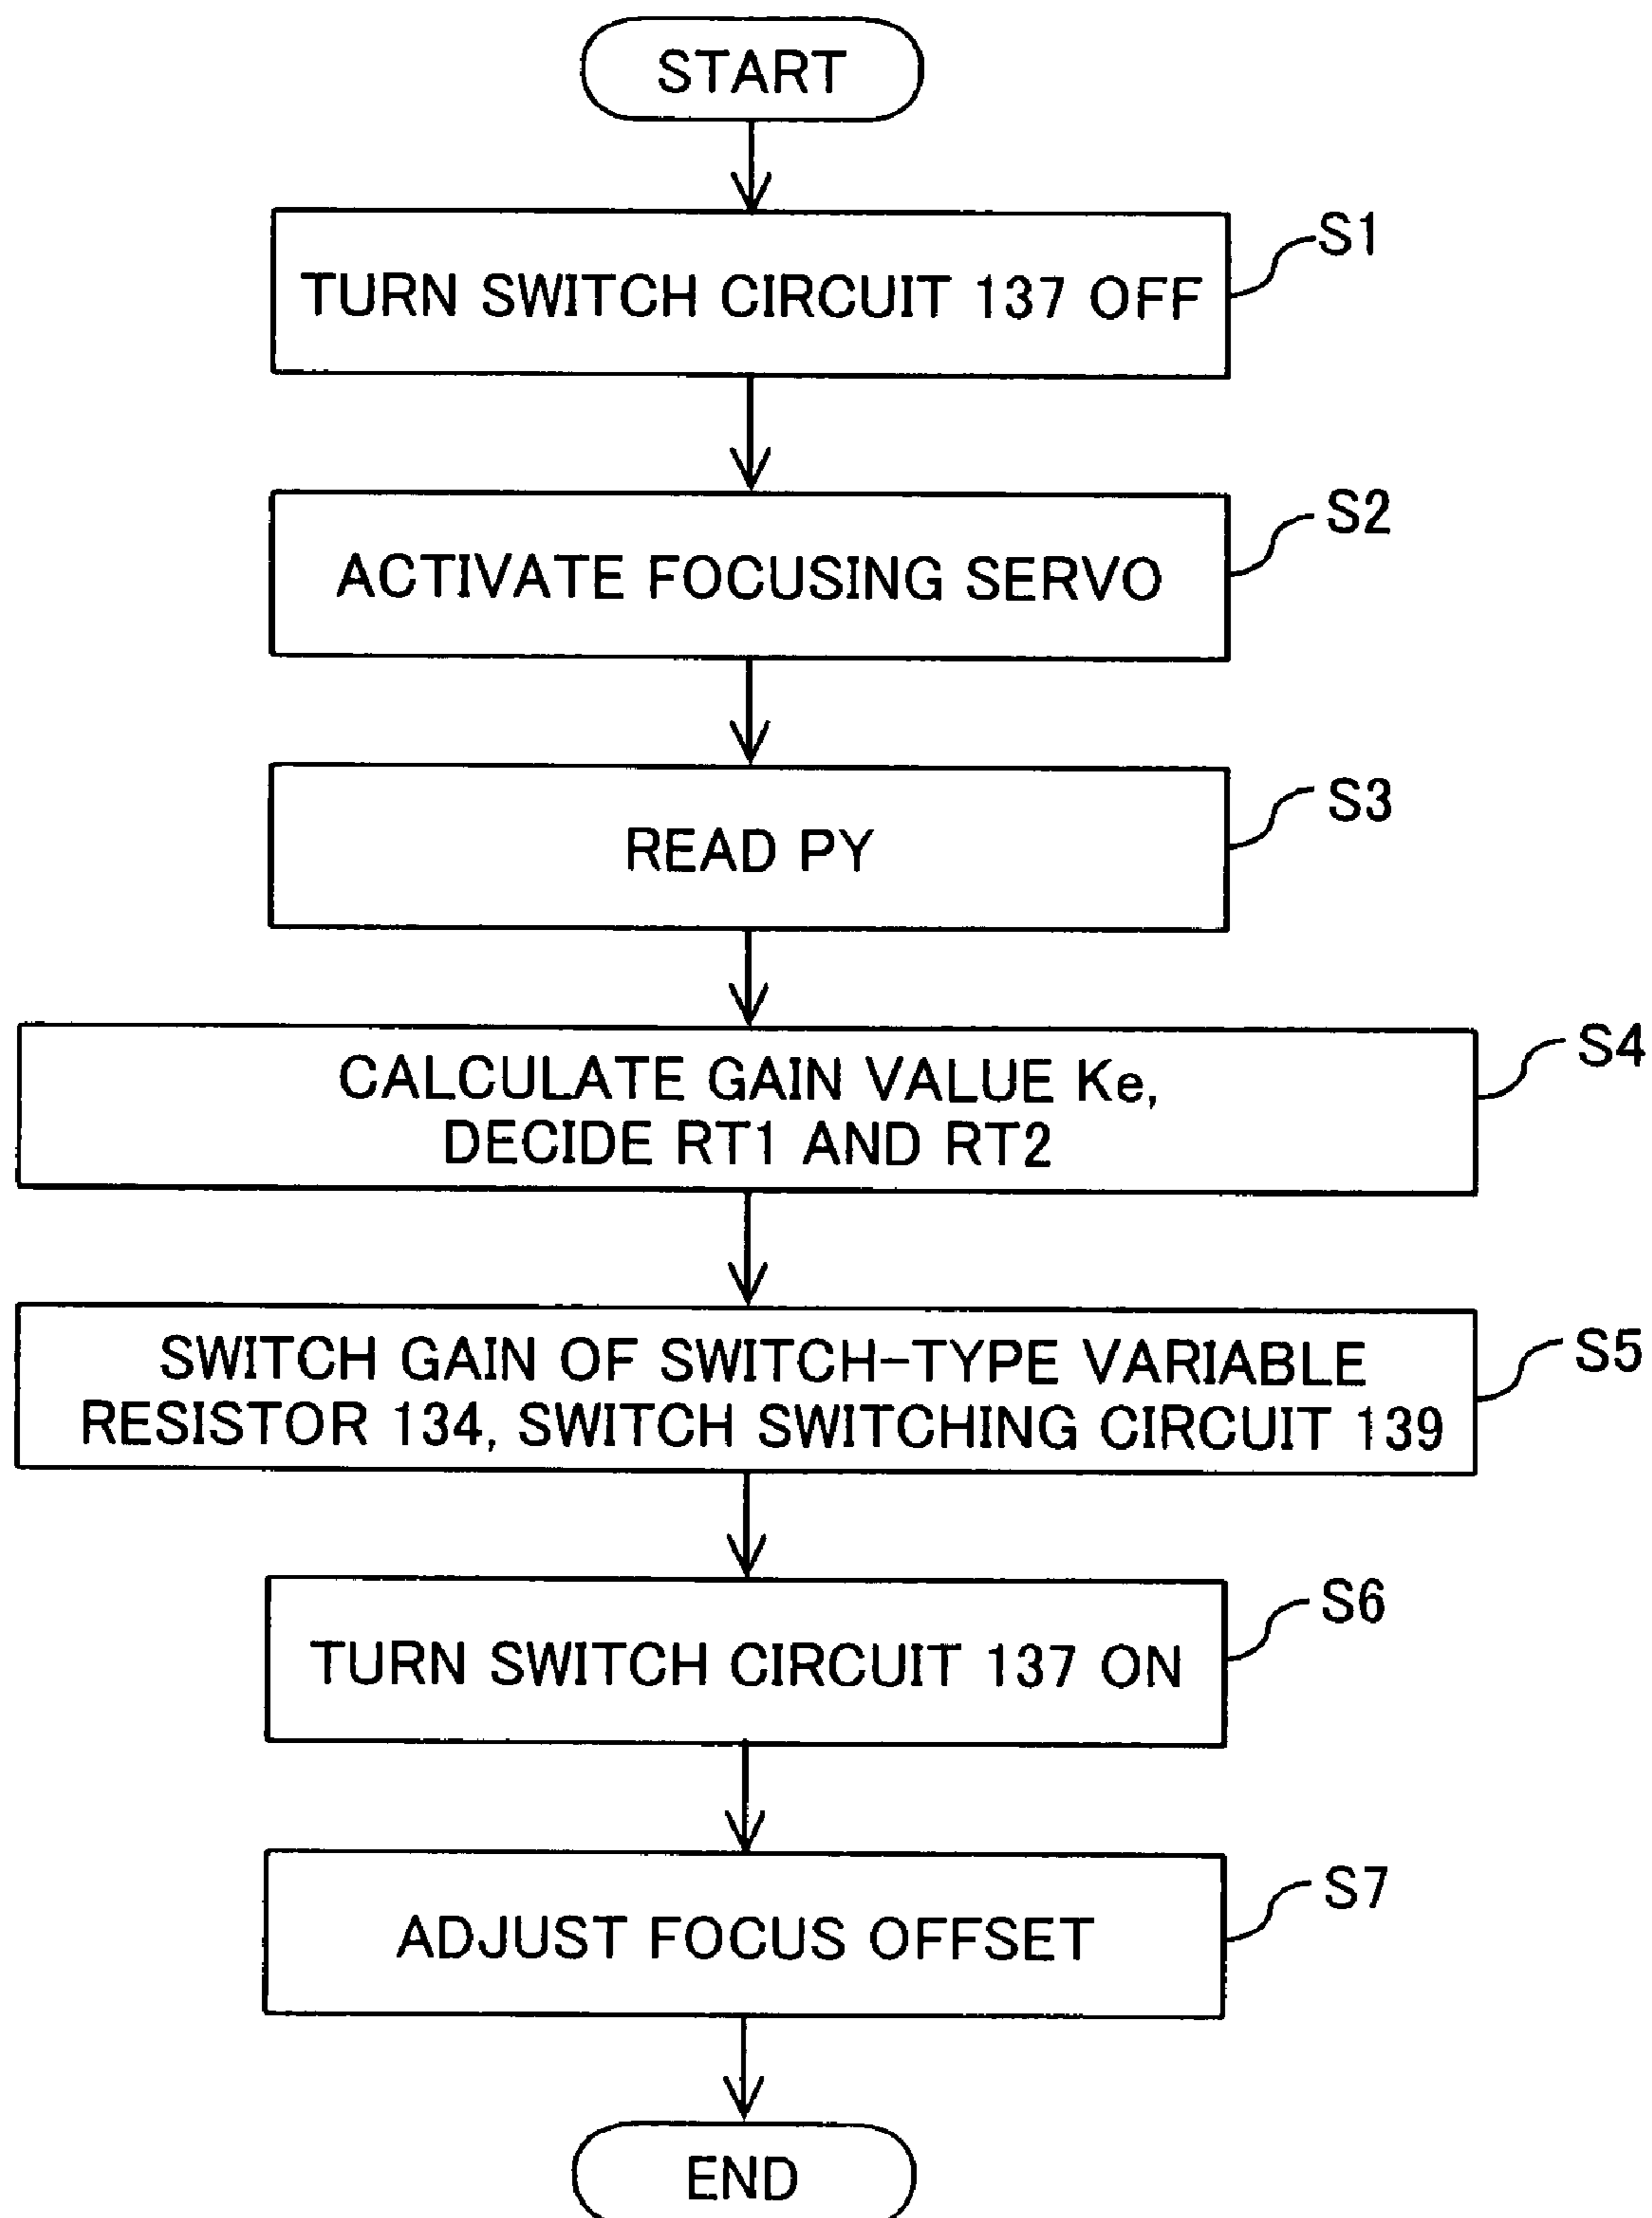 START
TURN SWITCH CIRCUIT 137 OFF
S1
ACTIVATE FOCUSING SERVO
S2
READ PY
S3
CALCULATE GAIN VALUE Ke,
DECIDE RT1 AND RT2
S4
SWITCH GAIN OF SWITCH-TYPE VARIABLE
RESISTOR 134, SWITCH SWITCHING CIRCUIT 139
S5
TURN SWITCH CIRCUIT 137 ON
S6
ADJUST FOCUS OFFSET
S7
END